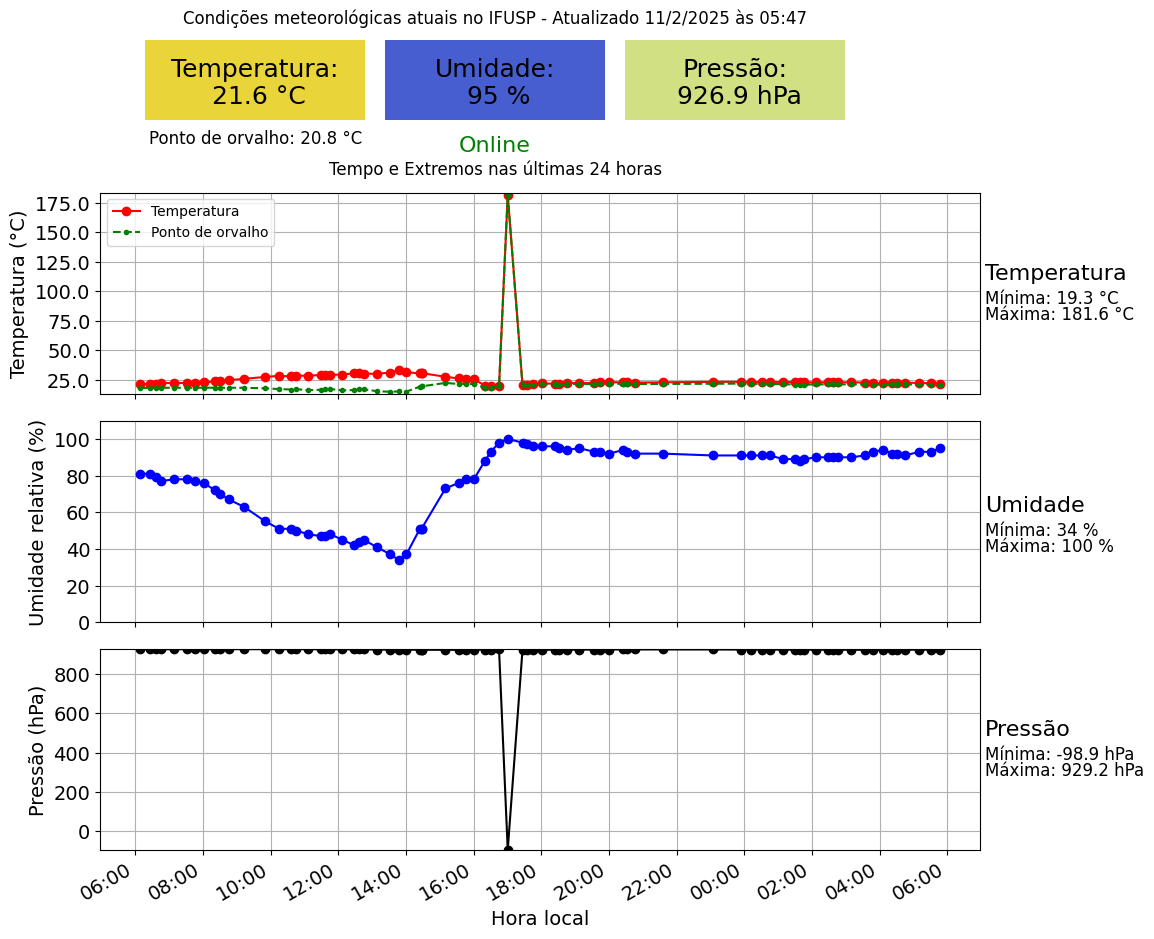 Condições meteorológicas atuais no IFUSP - Atualizado 11/2/2025 às 05:47
Temperatura:
21.6 °C
Umidade:
95 %
Pressão:
926.9 hPa
Ponto de orvalho: 20.8 °C
Online
Tempo e Extremos nas últimas 24 horas
Temperatura (°C)
175.0
150.0
125.0
100.0
75.0
50.0
25.0
Temperatura
Ponto de orvalho
Temperatura
Mínima: 19.3 °C
Máxima: 181.6 °C
Umidade relativa (%)
100
80
60
40
20
0
Umidade
Mínima: 34 %
Máxima: 100 %
Pressão (hPa)
800
600
400
200
0
Pressão
Mínima: -98.9 hPa
Máxima: 929.2 hPa
06:00 08:00 10:00 12:00 14:00 16:00 18:00 20:00 22:00 00:00 02:00 04:00 06:00
Hora local